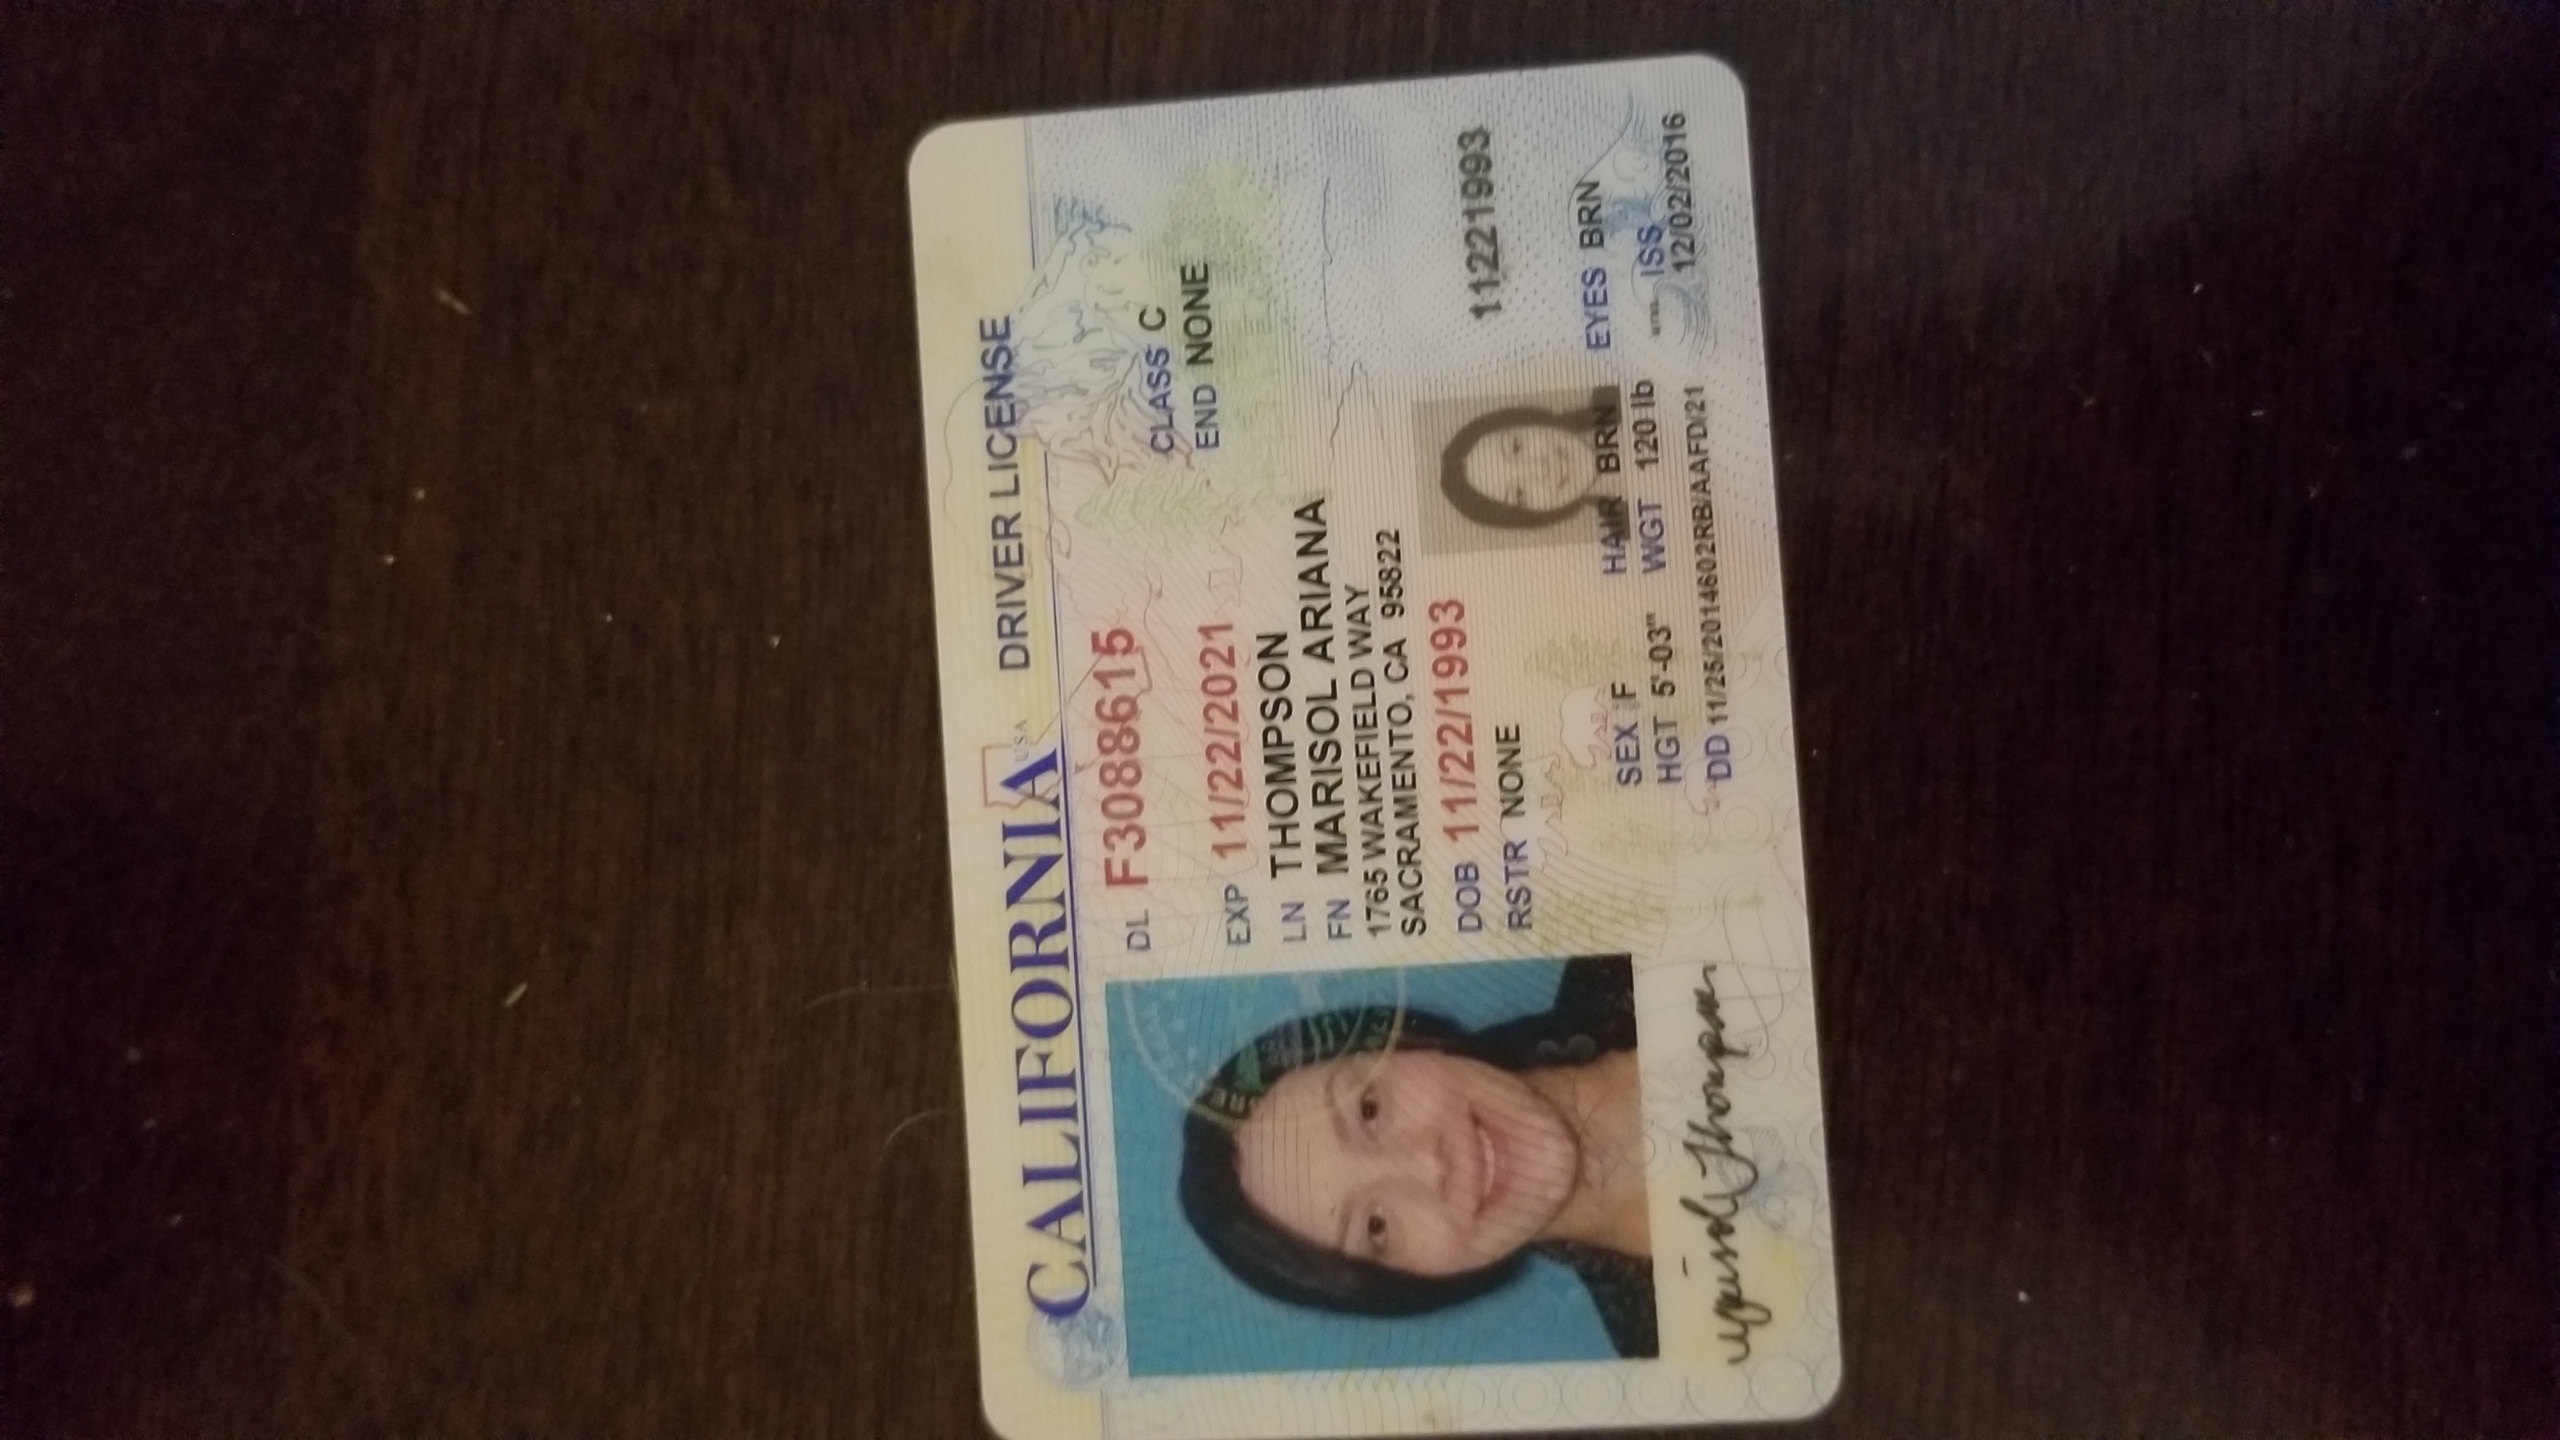 CALIFORNIA USA DRIVER LICENSE
DL F3088615
CLASS C
EXP 11/22/2021
END NONE
LN THOMPSON
FN MARISOL ARIANA
1765 WAKEFIELD WAY
SACRAMENTO, CA 95822
DOB 11/22/1993
RSTR NONE
11221993
SEX F HAIR BRN EYES BRN
HGT 5'-03" WGT 120 lb ISS
DD 11/25/2014602RB/AAFD/21 12/02/2016
Marisol Thompson